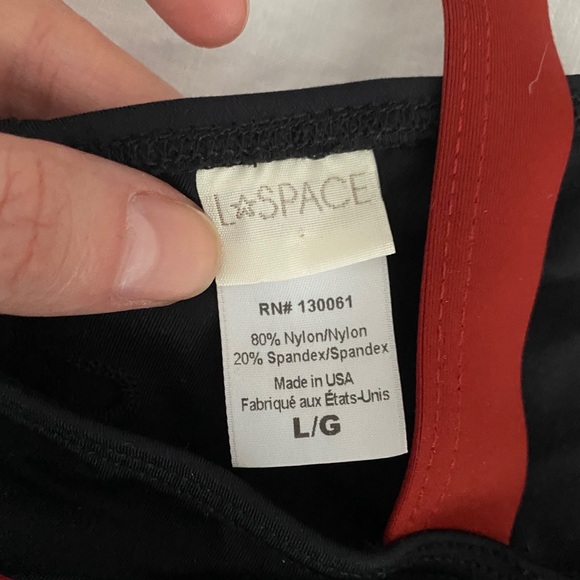 L☆SPACE
RN# 130061
80% Nylon/Nylon
20% Spandex/Spandex
Made in USA
Fabriqué aux États-Unis
L/G